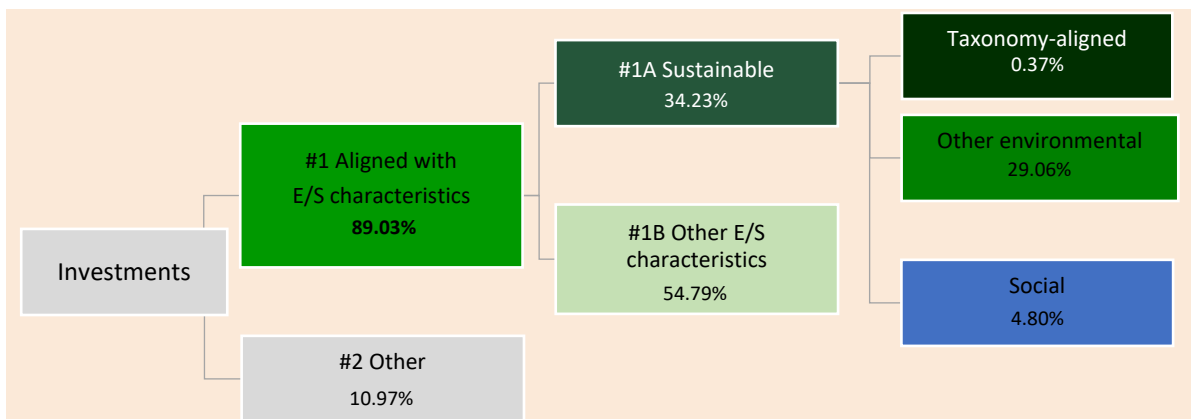 Investments
#1 Aligned with
E/S characteristics
89.03%
#2 Other
10.97%
#1A Sustainable
34.23%
#1B Other E/S
characteristics
54.79%
Taxonomy-aligned
0.37%
Other environmental
29.06%
Social
4.80%